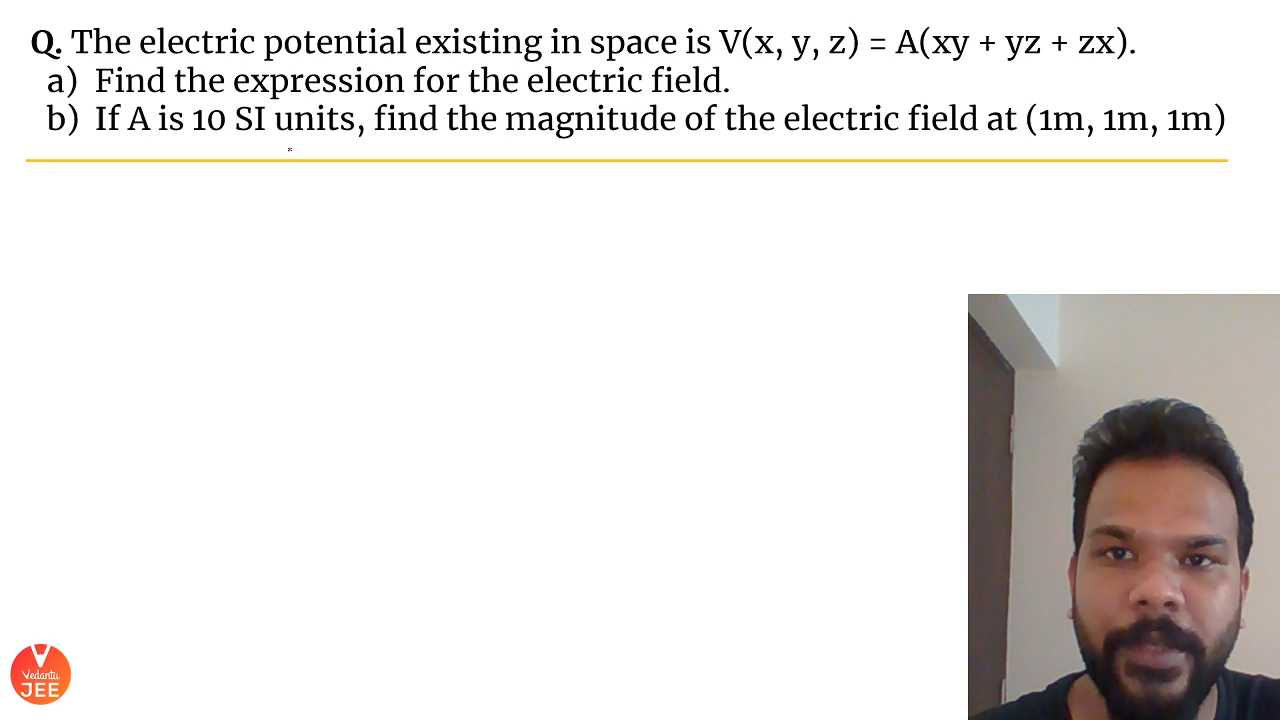 Q. The electric potential existing in space is V(x, y, z) = A(xy + yz + zx).
a) Find the expression for the electric field.
b) If A is 10 SI units, find the magnitude of the electric field at (1m, 1m, 1m)
Vedantu
JEE